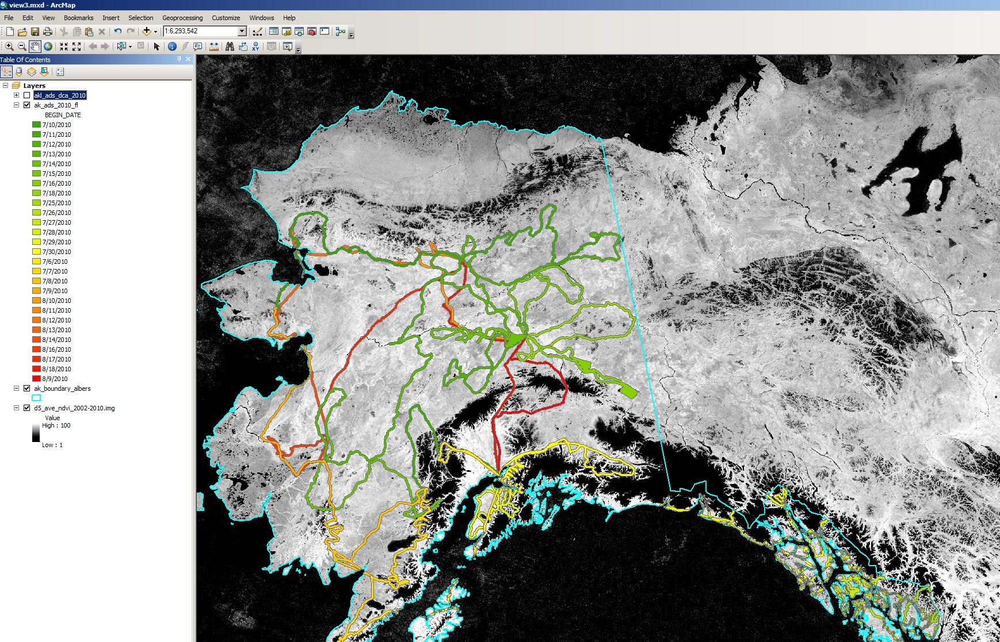 view3.mxd - ArcMap
File Edit View Bookmarks Insert Selection Geoprocessing Customize Windows Help
1:6,293,542
XY
Table Of Contents
Layers
akl_ads_dca_2010
ak_ads_2010_fl
BEGIN_DATE
7/10/2010
7/11/2010
7/12/2010
7/13/2010
7/14/2010
7/15/2010
7/16/2010
7/18/2010
7/25/2010
7/26/2010
7/27/2010
7/28/2010
7/29/2010
7/30/2010
7/6/2010
7/7/2010
7/8/2010
7/9/2010
8/10/2010
8/11/2010
8/12/2010
8/13/2010
8/14/2010
8/16/2010
8/17/2010
8/18/2010
8/9/2010
ak_boundary_albers
d5_ave_ndvi_2002-2010.img
Value
High : 100
Low : 1